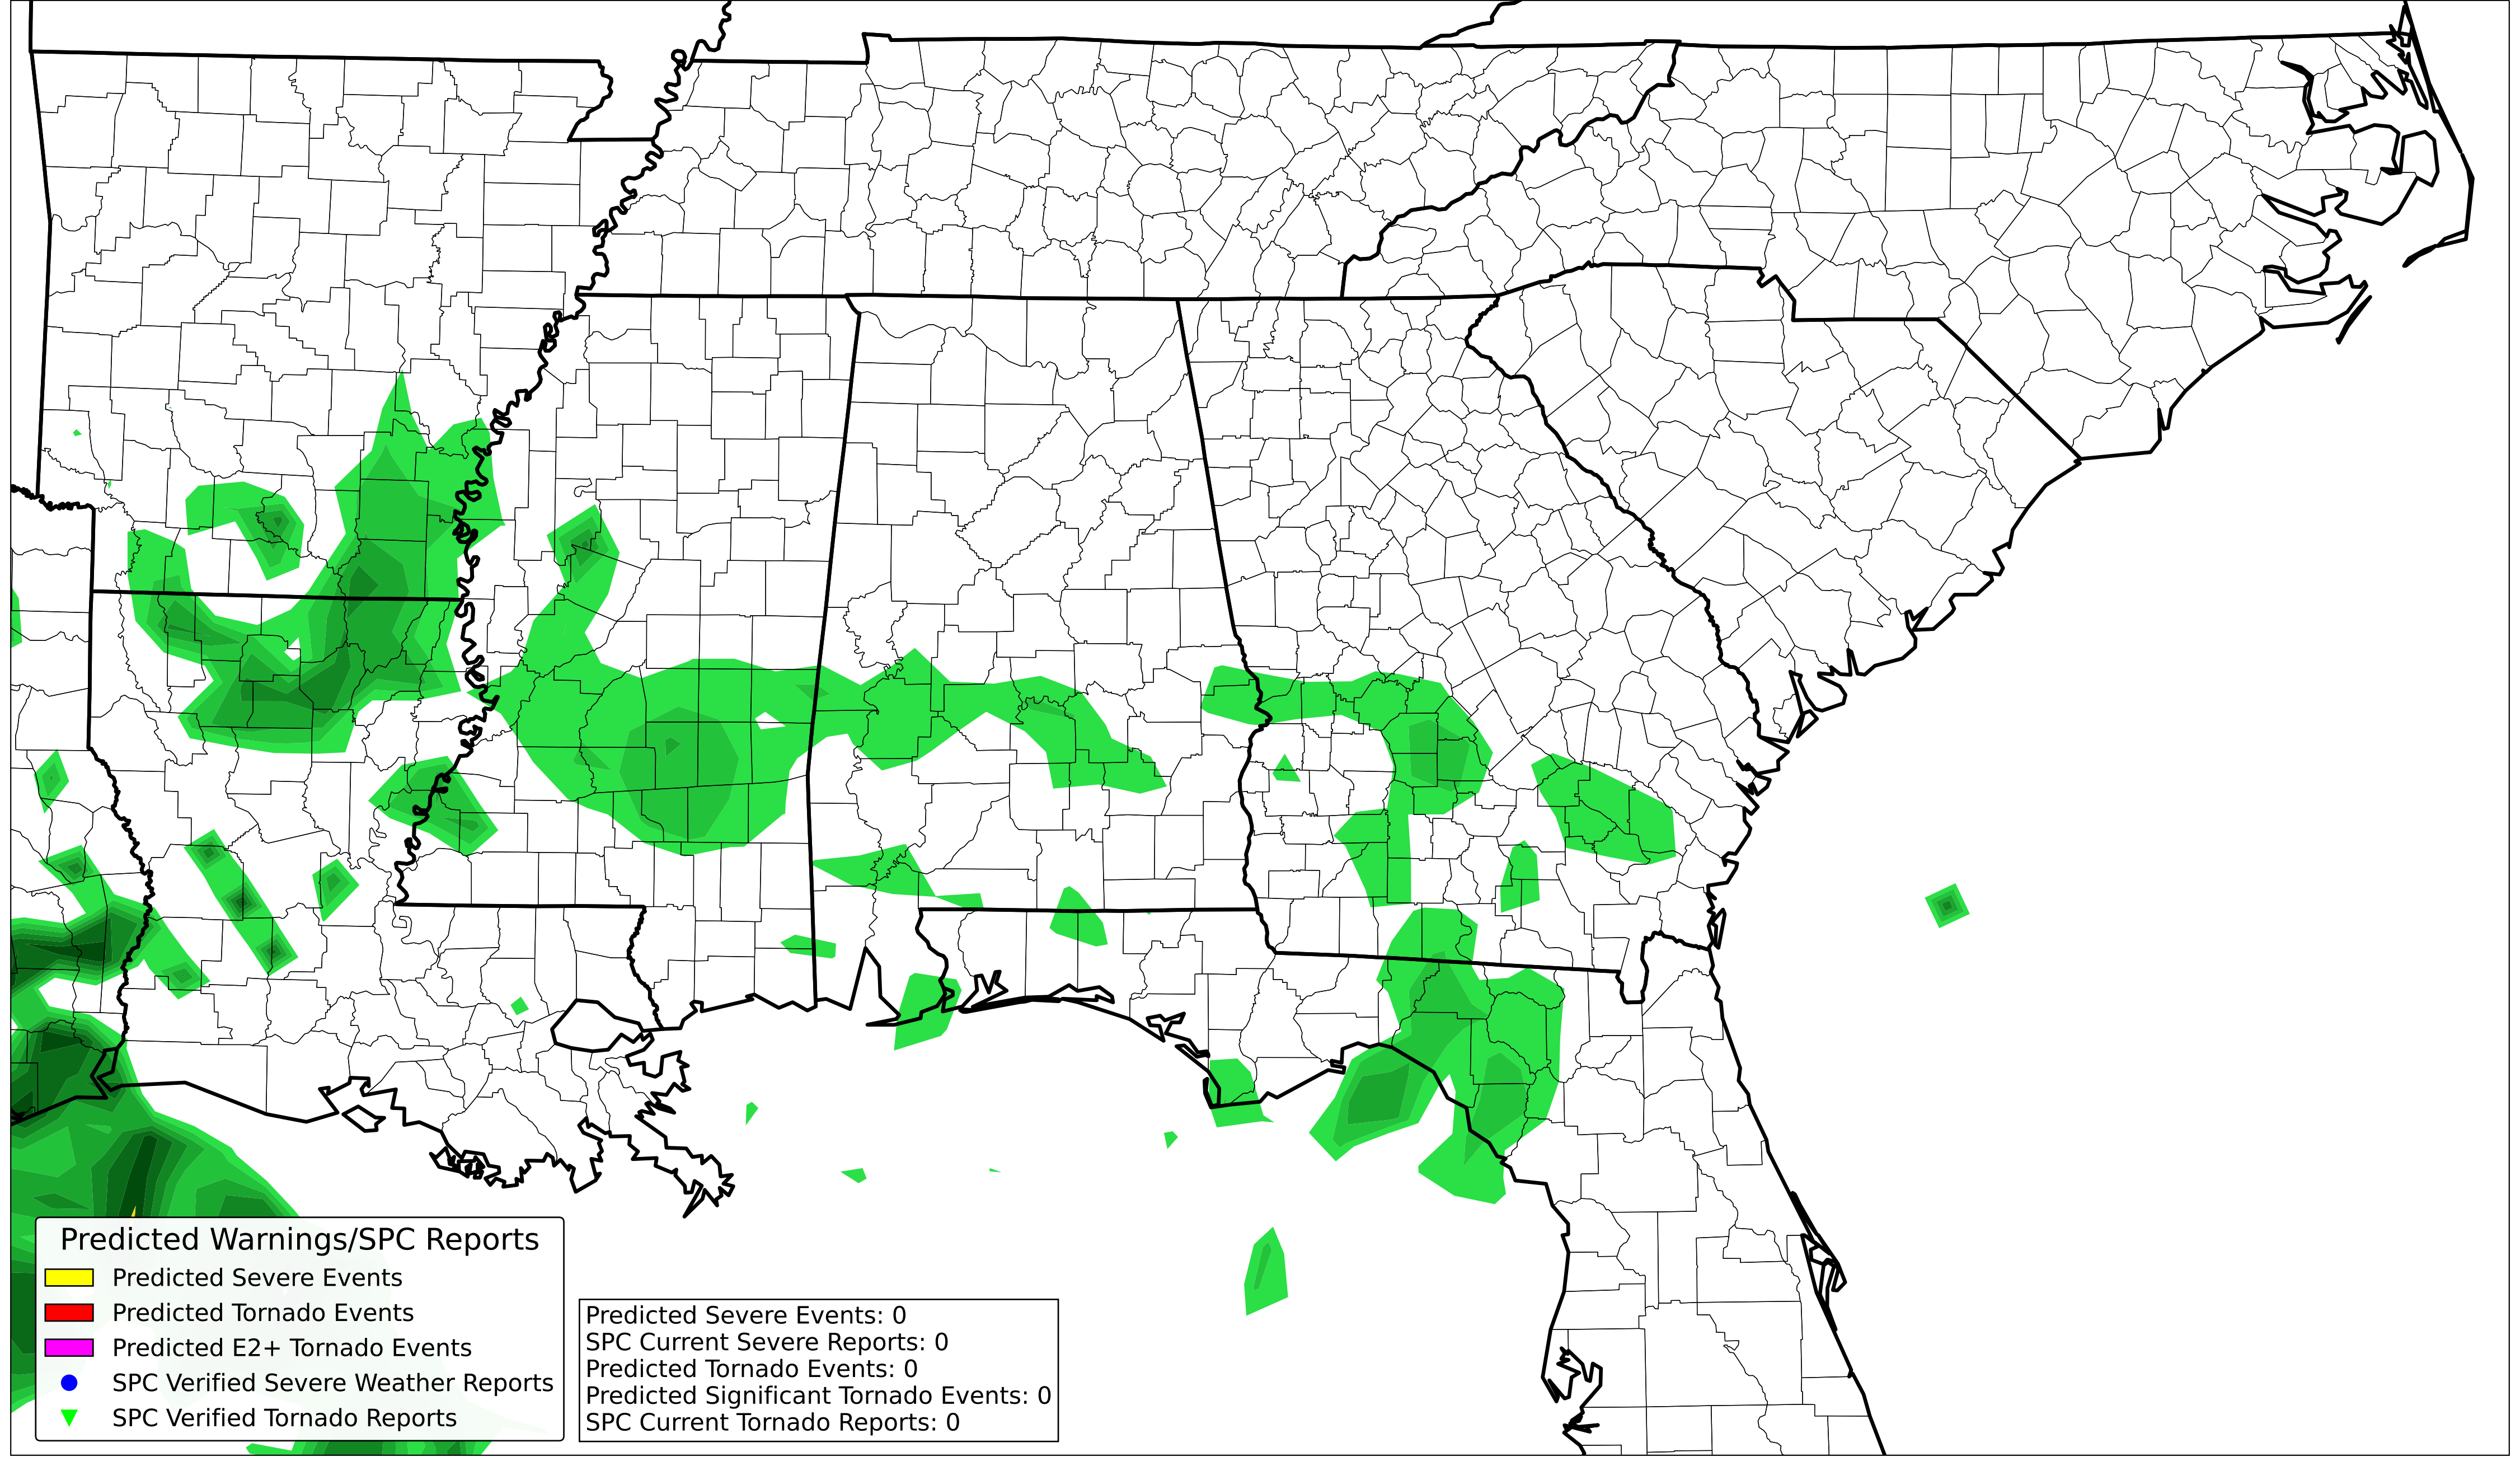 Predicted Warnings/SPC Reports
Predicted Severe Events
Predicted Tornado Events
Predicted E2+ Tornado Events
SPC Verified Severe Weather Reports
SPC Verified Tornado Reports
Predicted Severe Events: 0
SPC Current Severe Reports: 0
Predicted Tornado Events: 0
Predicted Significant Tornado Events: 0
SPC Current Tornado Reports: 0